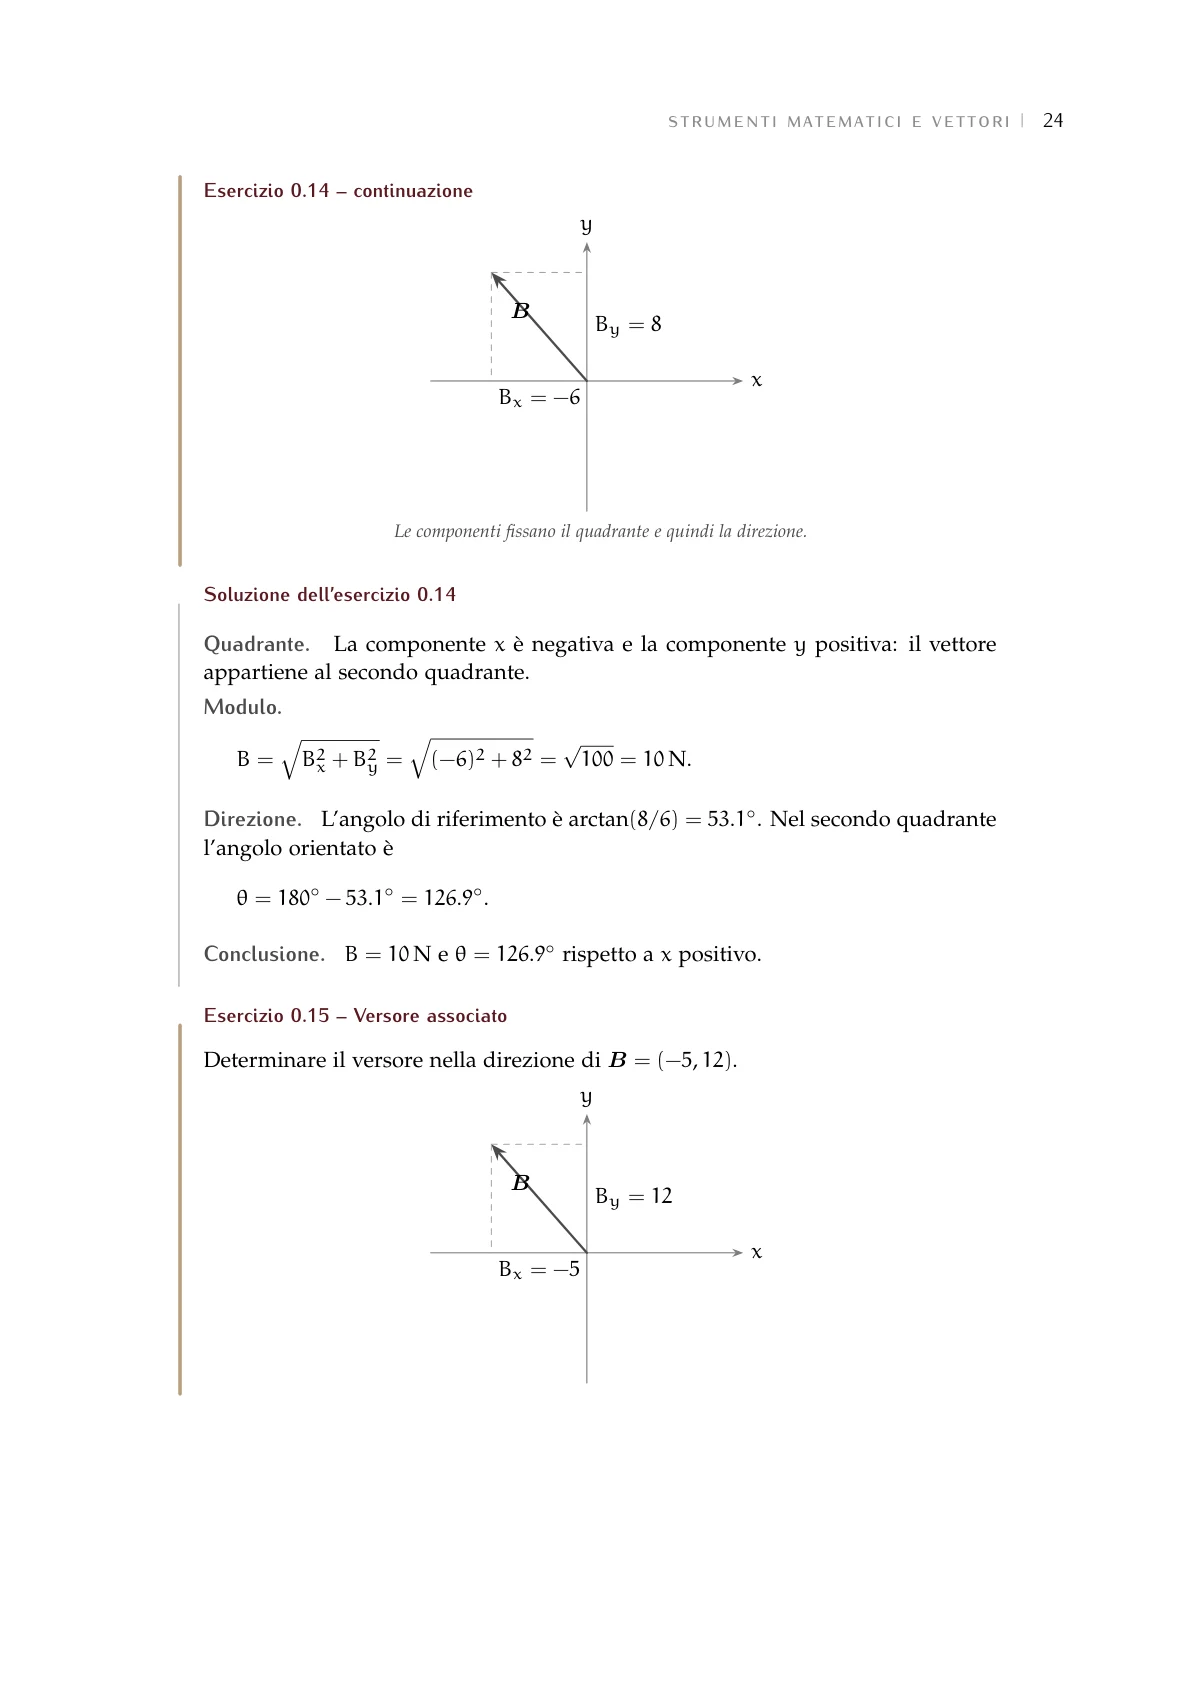 STRUMENTI MATEMATICI E VETTORI | 24
Esercizio 0.14 – continuazione
y
B
B_y = 8
x
B_x = −6
Le componenti fissano il quadrante e quindi la direzione.
Soluzione dell'esercizio 0.14
Quadrante. La componente x è negativa e la componente y positiva: il vettore
appartiene al secondo quadrante.
Modulo.
B = √(B_x² + B_y²) = √((−6)² + 8²) = √100 = 10 N.
Direzione. L'angolo di riferimento è arctan(8/6) = 53.1°. Nel secondo quadrante
l'angolo orientato è
θ = 180° − 53.1° = 126.9°.
Conclusione. B = 10 N e θ = 126.9° rispetto a x positivo.
Esercizio 0.15 – Versore associato
Determinare il versore nella direzione di B = (−5, 12).
y
B
B_y = 12
x
B_x = −5